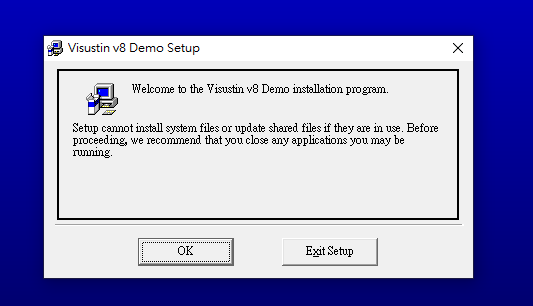 Visustin v8 Demo Setup
Welcome to the Visustin v8 Demo installation program.
Setup cannot install system files or update shared files if they are in use. Before
proceeding, we recommend that you close any applications you may be
running.
OK
Exit Setup